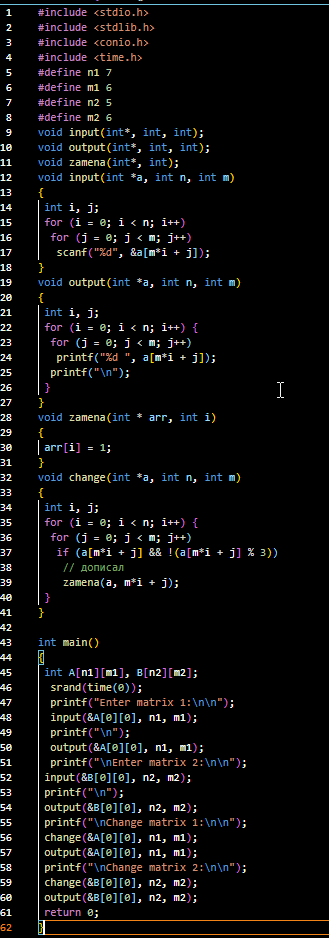 1 #include <stdio.h>
2 #include <stdlib.h>
3 #include <conio.h>
4 #include <time.h>
5 #define n1 7
6 #define m1 6
7 #define n2 5
8 #define m2 6
9 void input(int*, int, int);
10 void output(int*, int, int);
11 void zamena(int*, int);
12 void input(int *a, int n, int m)
13 {
14 int i, j;
15 for (i = 0; i < n; i++)
16 for (j = 0; j < m; j++)
17 scanf("%d", &a[m*i + j]);
18 }
19 void output(int *a, int n, int m)
20 {
21 int i, j;
22 for (i = 0; i < n; i++) {
23 for (j = 0; j < m; j++)
24 printf("%d ", a[m*i + j]);
25 printf("\n");
26 }
27 }
28 void zamena(int * arr, int i)
29 {
30 arr[i] = 1;
31 }
32 void change(int *a, int n, int m)
33 {
34 int i, j;
35 for (i = 0; i < n; i++) {
36 for (j = 0; j < m; j++)
37 if (a[m*i + j] && !(a[m*i + j] % 3))
38 // дописал
39 zamena(a, m*i + j);
40 }
41 }
42
43 int main()
44 {
45 int A[n1][m1], B[n2][m2];
46 srand(time(0));
47 printf("Enter matrix 1:\n\n");
48 input(&A[0][0], n1, m1);
49 printf("\n");
50 output(&A[0][0], n1, m1);
51 printf("\nEnter matrix 2:\n\n");
52 input(&B[0][0], n2, m2);
53 printf("\n");
54 output(&B[0][0], n2, m2);
55 printf("\nChange matrix 1:\n\n");
56 change(&A[0][0], n1, m1);
57 output(&A[0][0], n1, m1);
58 printf("\nChange matrix 2:\n\n");
59 change(&B[0][0], n2, m2);
60 output(&B[0][0], n2, m2);
61 return 0;
62 }